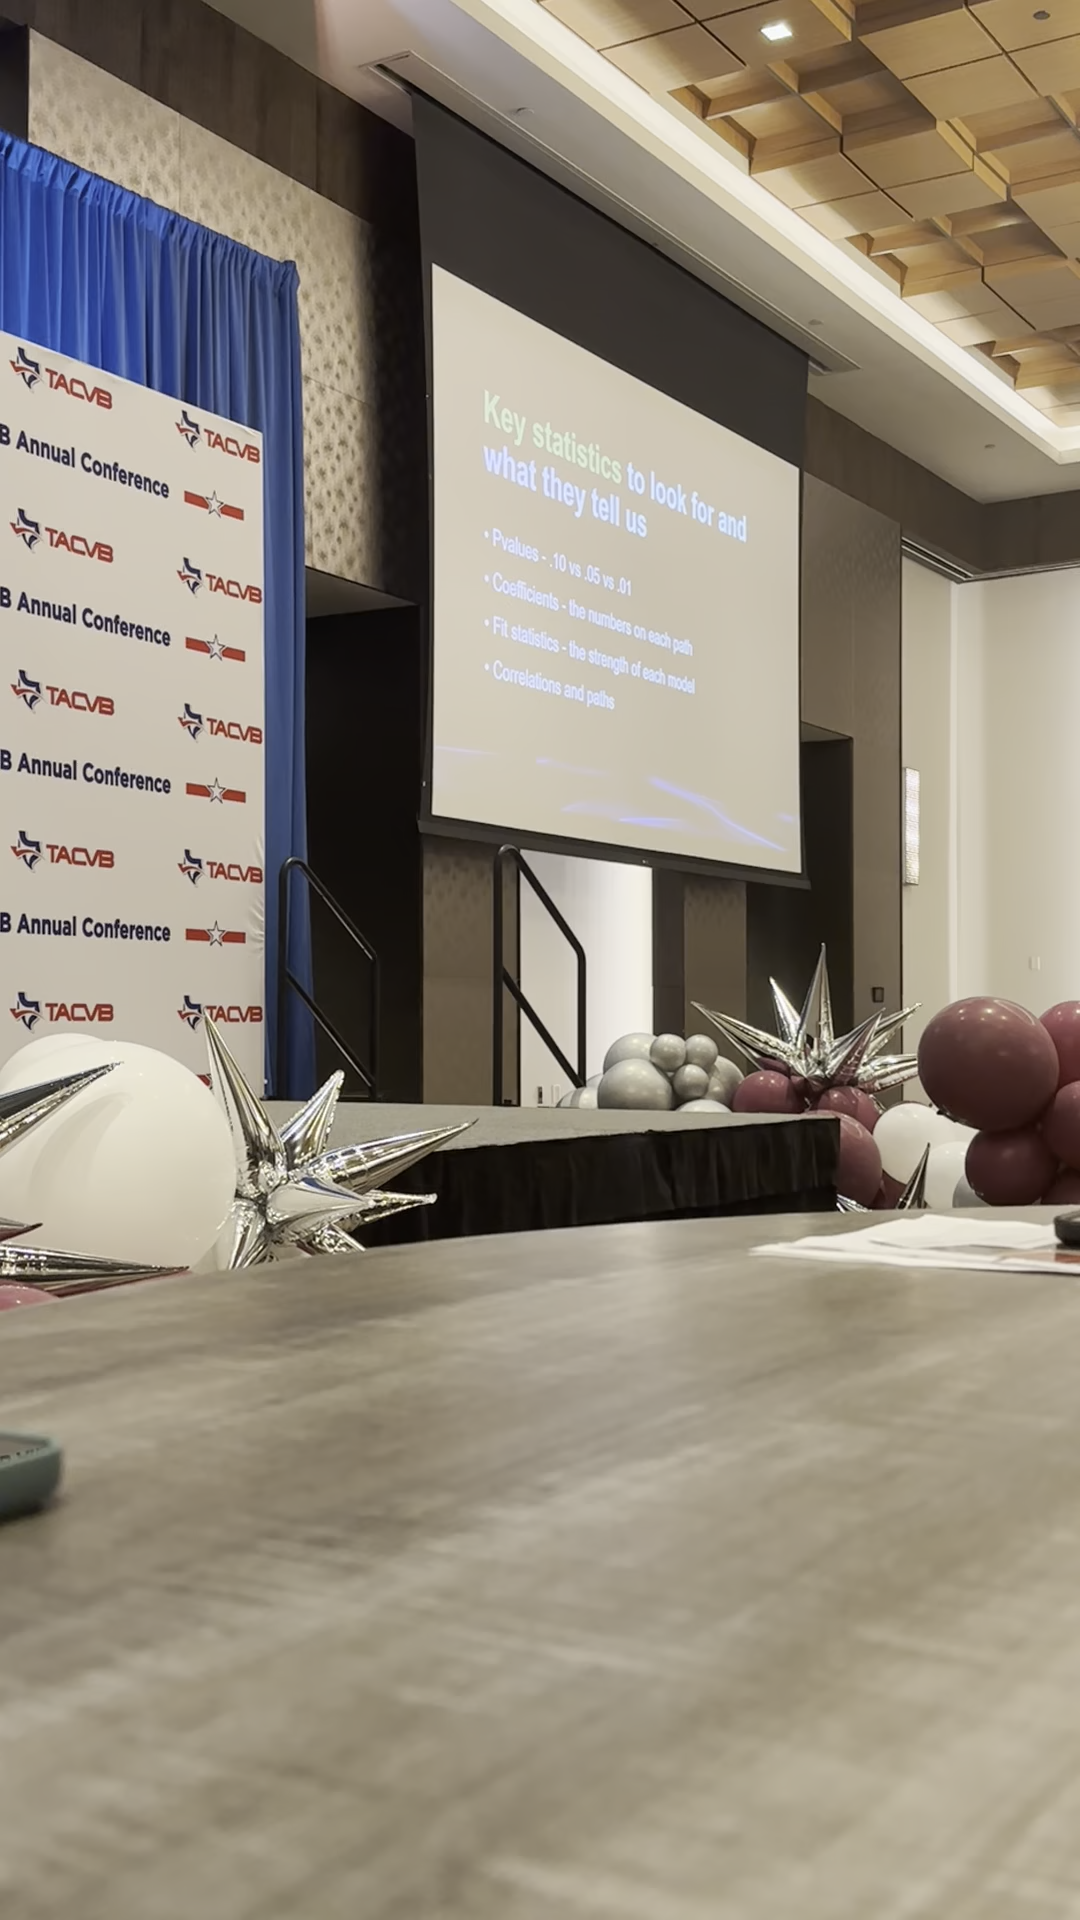 TACVB
TACVB
B Annual Conference
TACVB
TACVB
B Annual Conference
TACVB
TACVB
B Annual Conference
TACVB
TACVB
B Annual Conference
TACVB
TACVB
Key statistics to look for and
what they tell us
• Pvalues - .10 vs .05 vs .01
• Coefficients - the numbers on each path
• Fit statistics - the strength of each model
• Correlations and paths